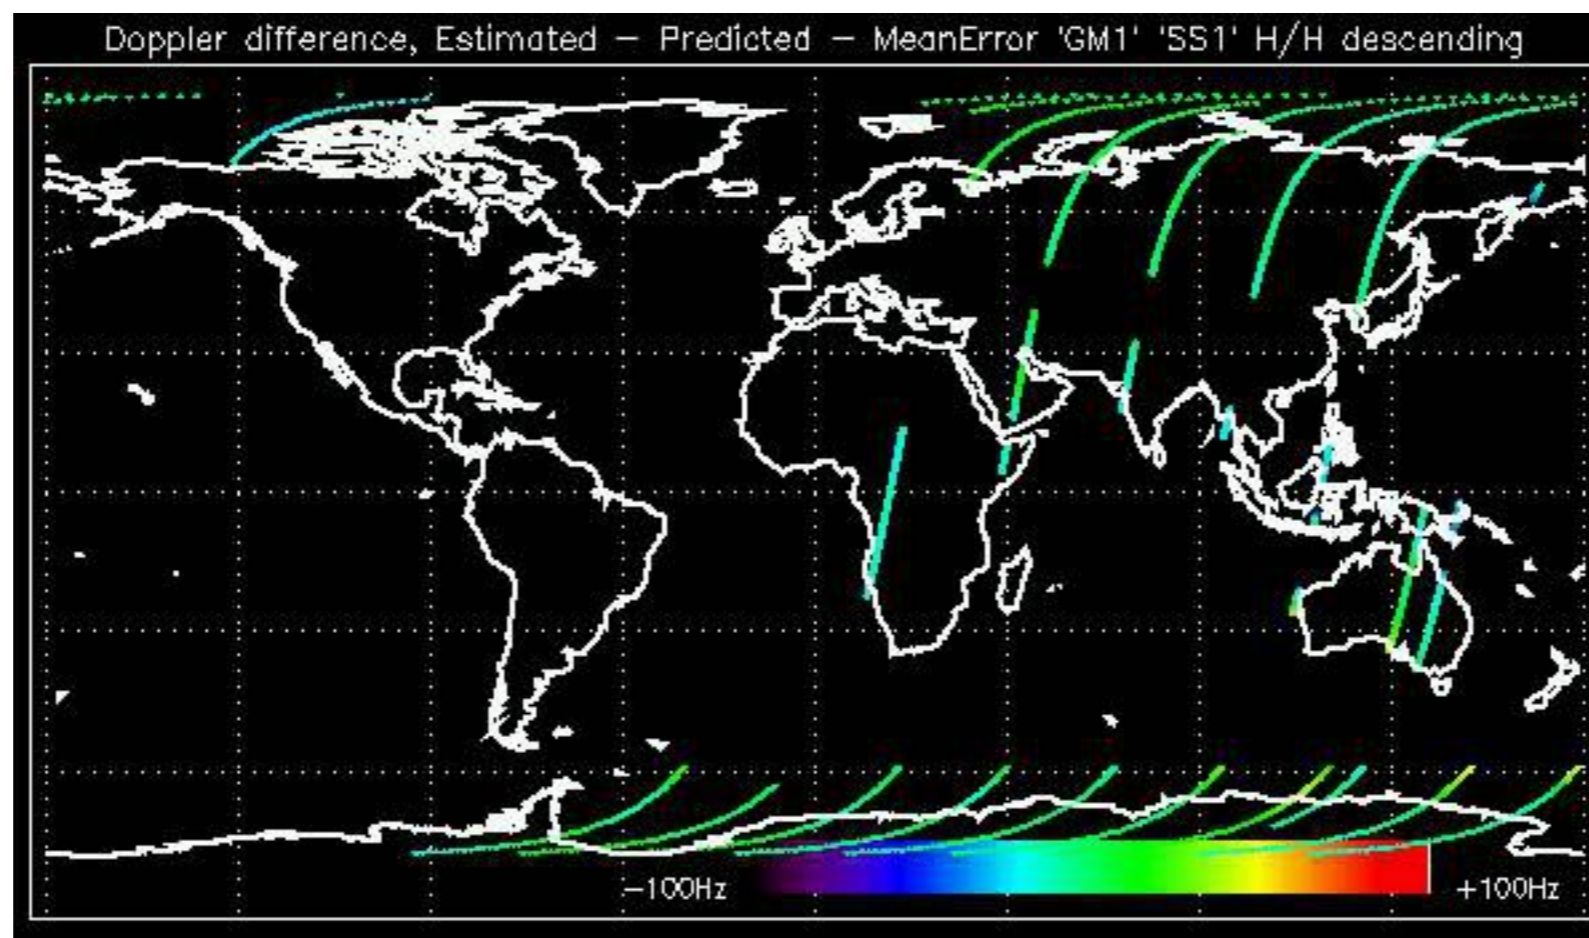 Doppler difference, Estimated – Predicted – MeanError 'GM1' 'SS1' H/H descending
–100Hz +100Hz